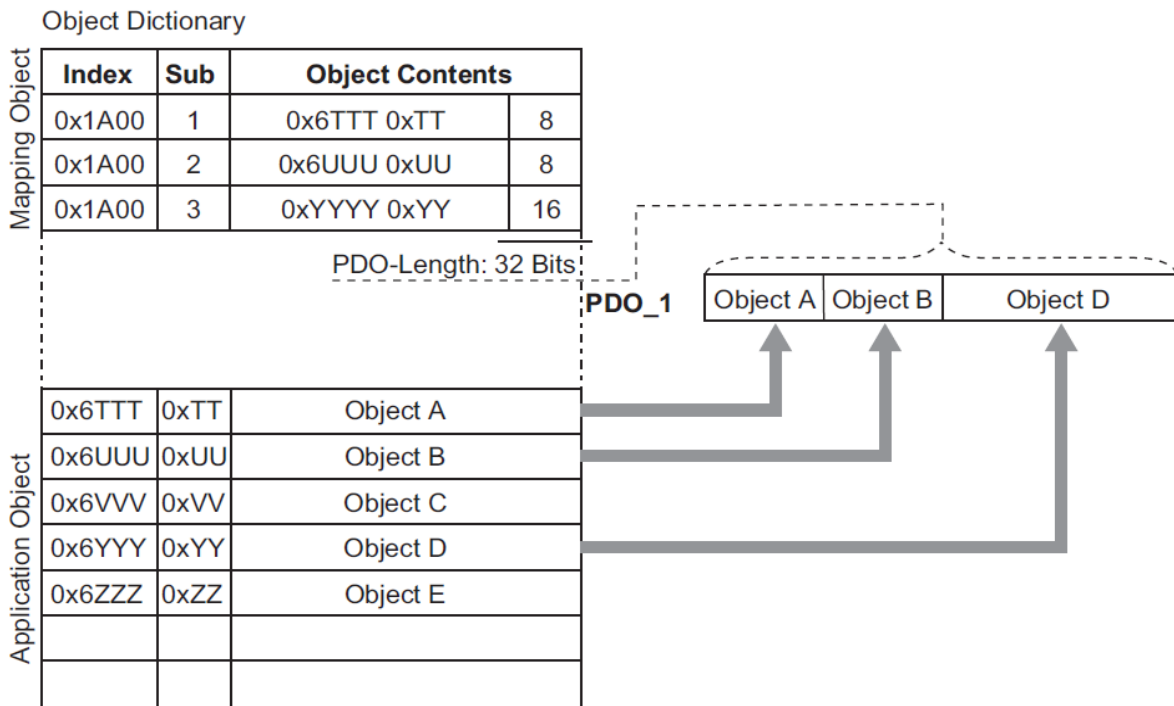 Object Dictionary
Mapping Object
Index Sub Object Contents
0x1A00 1 0x6TTT 0xTT 8
0x1A00 2 0x6UUU 0xUU 8
0x1A00 3 0xYYYY 0xYY 16
PDO-Length: 32 Bits
PDO_1 Object A Object B Object D
Application Object
0x6TTT 0xTT Object A
0x6UUU 0xUU Object B
0x6VVV 0xVV Object C
0x6YYY 0xYY Object D
0x6ZZZ 0xZZ Object E